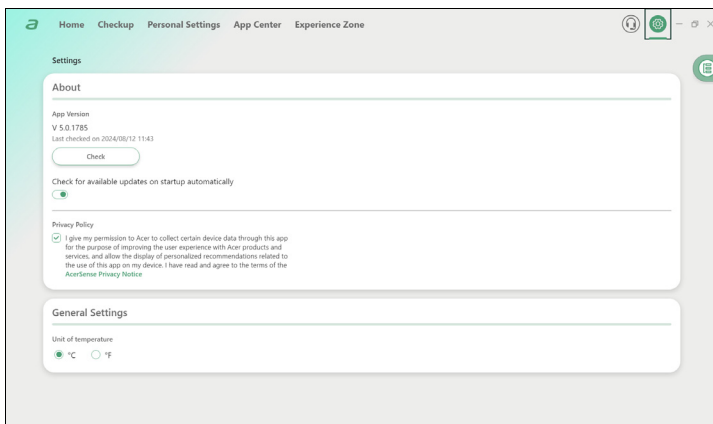 Home Checkup Personal Settings App Center Experience Zone
Settings
About
App Version
V 5.0.1785
Last checked on 2024/08/12 11:43
Check
Check for available updates on startup automatically
Privacy Policy
I give my permission to Acer to collect certain device data through this app
for the purpose of improving the user experience with Acer products and
services, and allow the display of personalized recommendations related to
the use of this app on my device. I have read and agree to the terms of the
AcerSense Privacy Notice
General Settings
Unit of temperature
°C °F